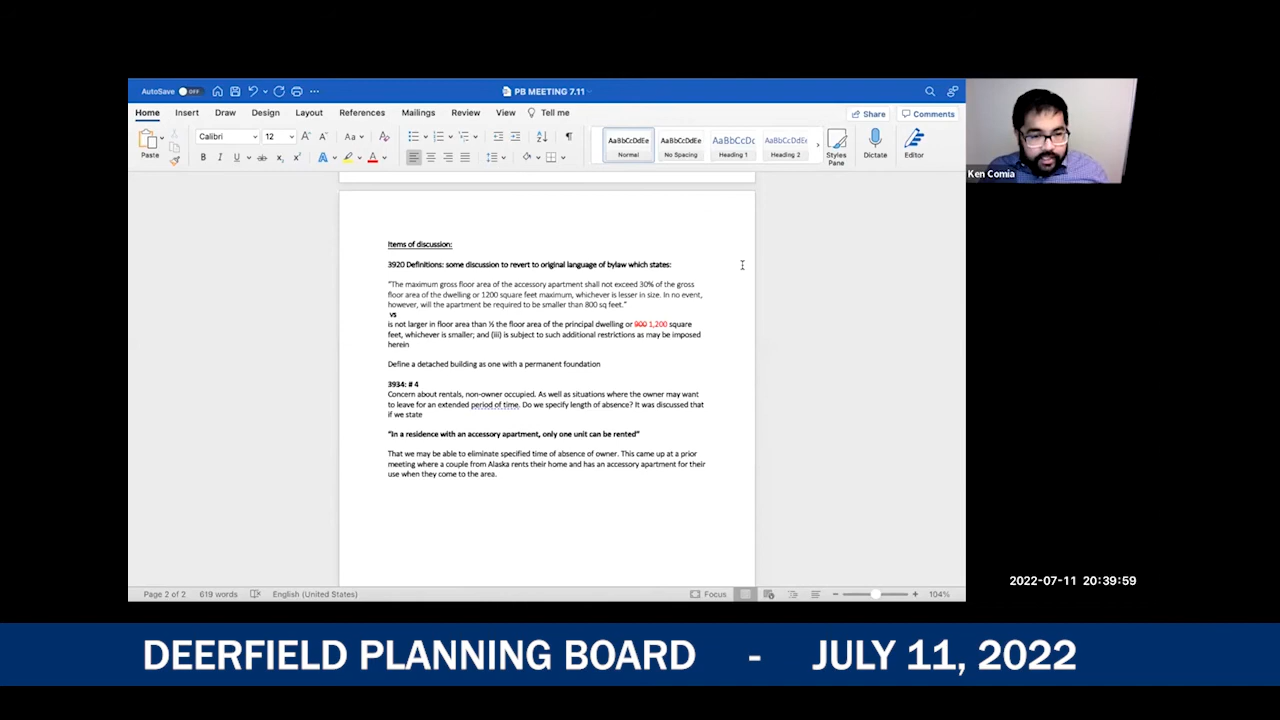 AutoSave OFF
PB MEETING 7.11
Home Insert Draw Design Layout References Mailings Review View Tell me
Share Comments
Calibri 12
Paste
AaBbCcDdEe AaBbCcDdEe AaBbCcDc AaBbCcDdEe
Normal No Spacing Heading 1 Heading 2
Styles Pane
Dictate
Editor
Ken Comia
Items of discussion:
3920 Definitions: some discussion to revert to original language of bylaw which states:
"The maximum gross floor area of the accessory apartment shall not exceed 30% of the gross
floor area of the dwelling or 1200 square feet maximum, whichever is lesser in size. In no event,
however, will the apartment be required to be smaller than 800 sq feet."
vs
is not larger in floor area than ½ the floor area of the principal dwelling or 900 1,200 square
feet, whichever is smaller; and (iii) is subject to such additional restrictions as may be imposed
herein
Define a detached building as one with a permanent foundation
3934: # 4
Concern about rentals, non-owner occupied. As well as situations where the owner may want
to leave for an extended period of time. Do we specify length of absence? It was discussed that
if we state
"In a residence with an accessory apartment, only one unit can be rented"
That we may be able to eliminate specified time of absence of owner. This came up at a prior
meeting where a couple from Alaska rents their home and has an accessory apartment for their
use when they come to the area.
2022-07-11 20:39:59
Page 2 of 2 619 words English (United States) Focus 104%
DEERFIELD PLANNING BOARD - JULY 11, 2022